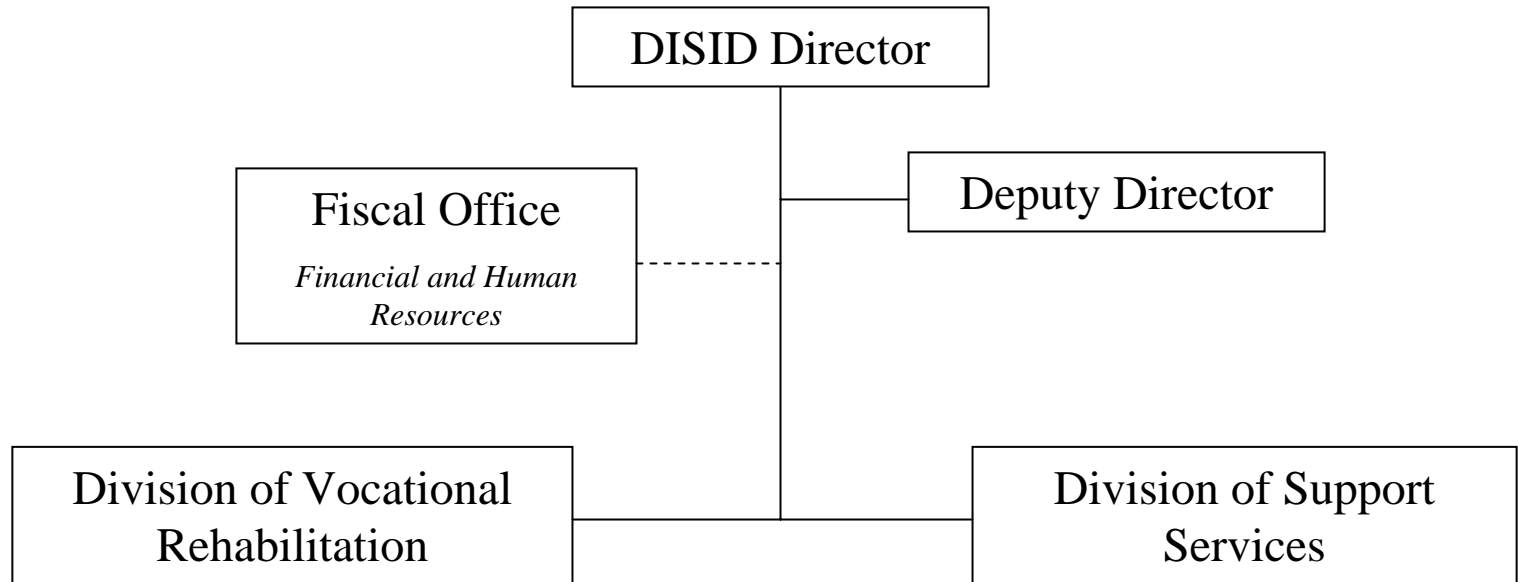 DISID Director
Deputy Director
Fiscal Office
Financial and Human
Resources
Division of Vocational
Rehabilitation
Division of Support
Services